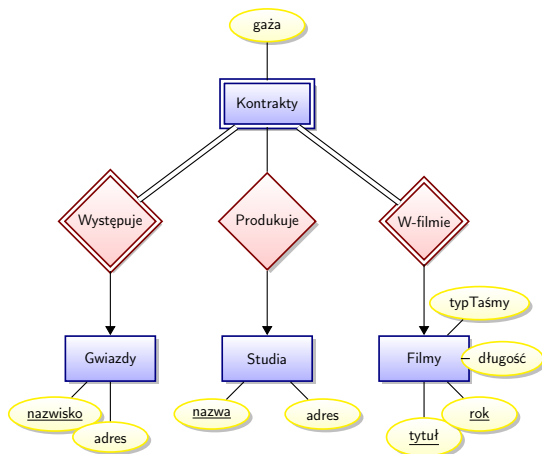 gaża
Kontrakty
Występuje
Produkuje
W-filmie
typTaśmy
Gwiazdy
Studia
Filmy
długość
nazwisko
adres
nazwa
adres
tytuł
rok